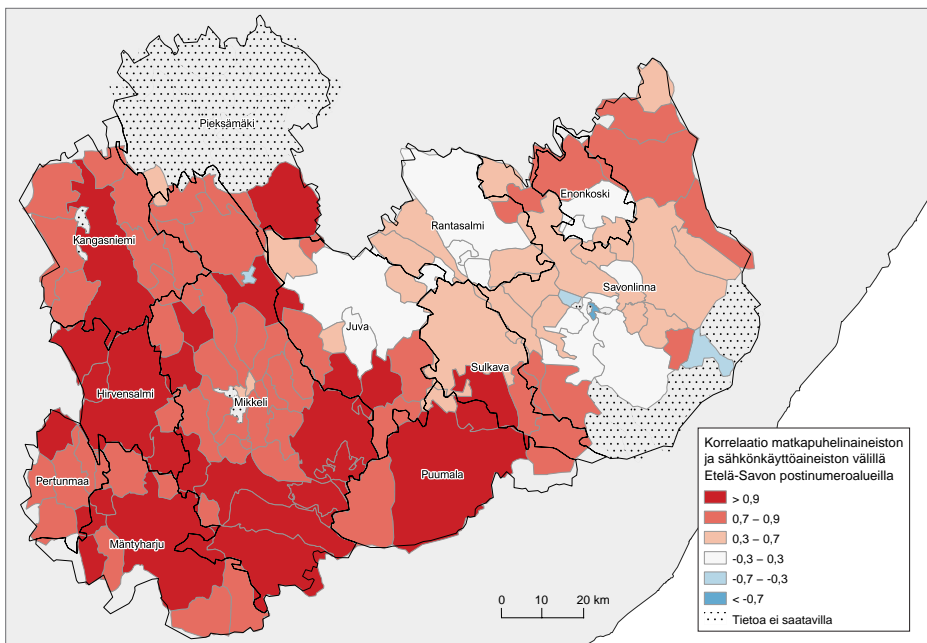 Pieksämäki
Kangasniemi
Rantasalmi
Enonkoski
Savonlinna
Juva
Sulkava
Hirvensalmi
Mikkeli
Pertunmaa
Puumala
Mäntyharju
Korrelaatio matkapuhelinaineiston
ja sähkönkäyttöaineiston välillä
Etelä-Savon postinumeroalueilla
> 0,9
0,7 – 0,9
0,3 – 0,7
-0,3 – 0,3
-0,7 – -0,3
< -0,7
Tietoa ei saatavilla
0 10 20 km